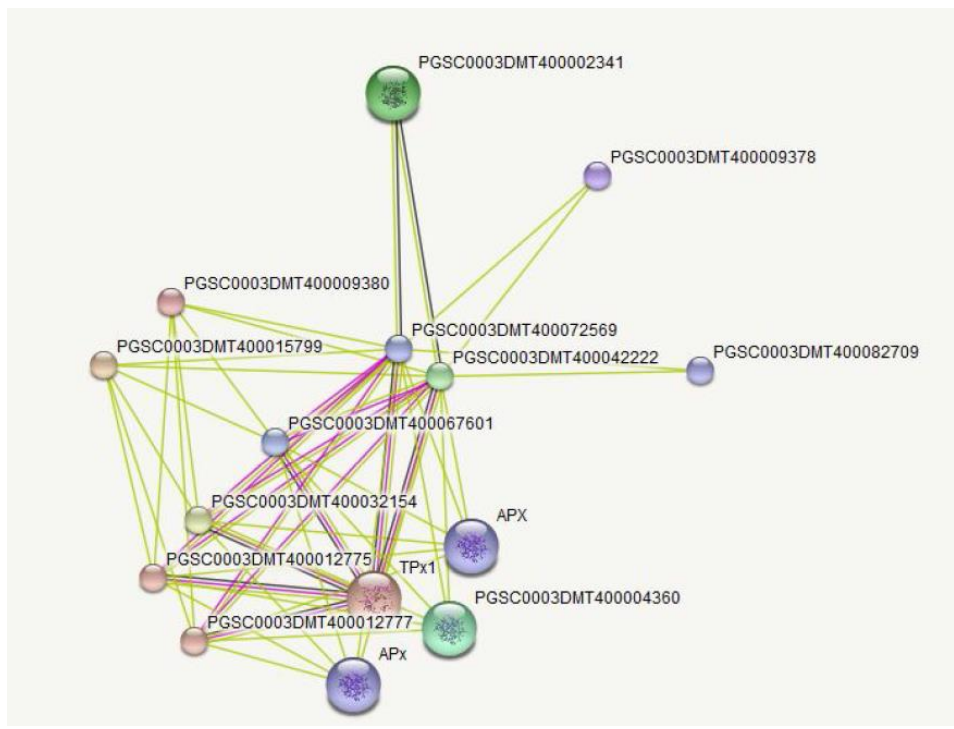 PGSC0003DMT400002341
PGSC0003DMT400009378
PGSC0003DMT400009380
PGSC0003DMT400072569
PGSC0003DMT400015799
PGSC0003DMT400042222
PGSC0003DMT400082709
PGSC0003DMT400067601
PGSC0003DMT400032154
APX
PGSC0003DMT400012775
TPx1
PGSC0003DMT400004360
PGSC0003DMT400012777
APx